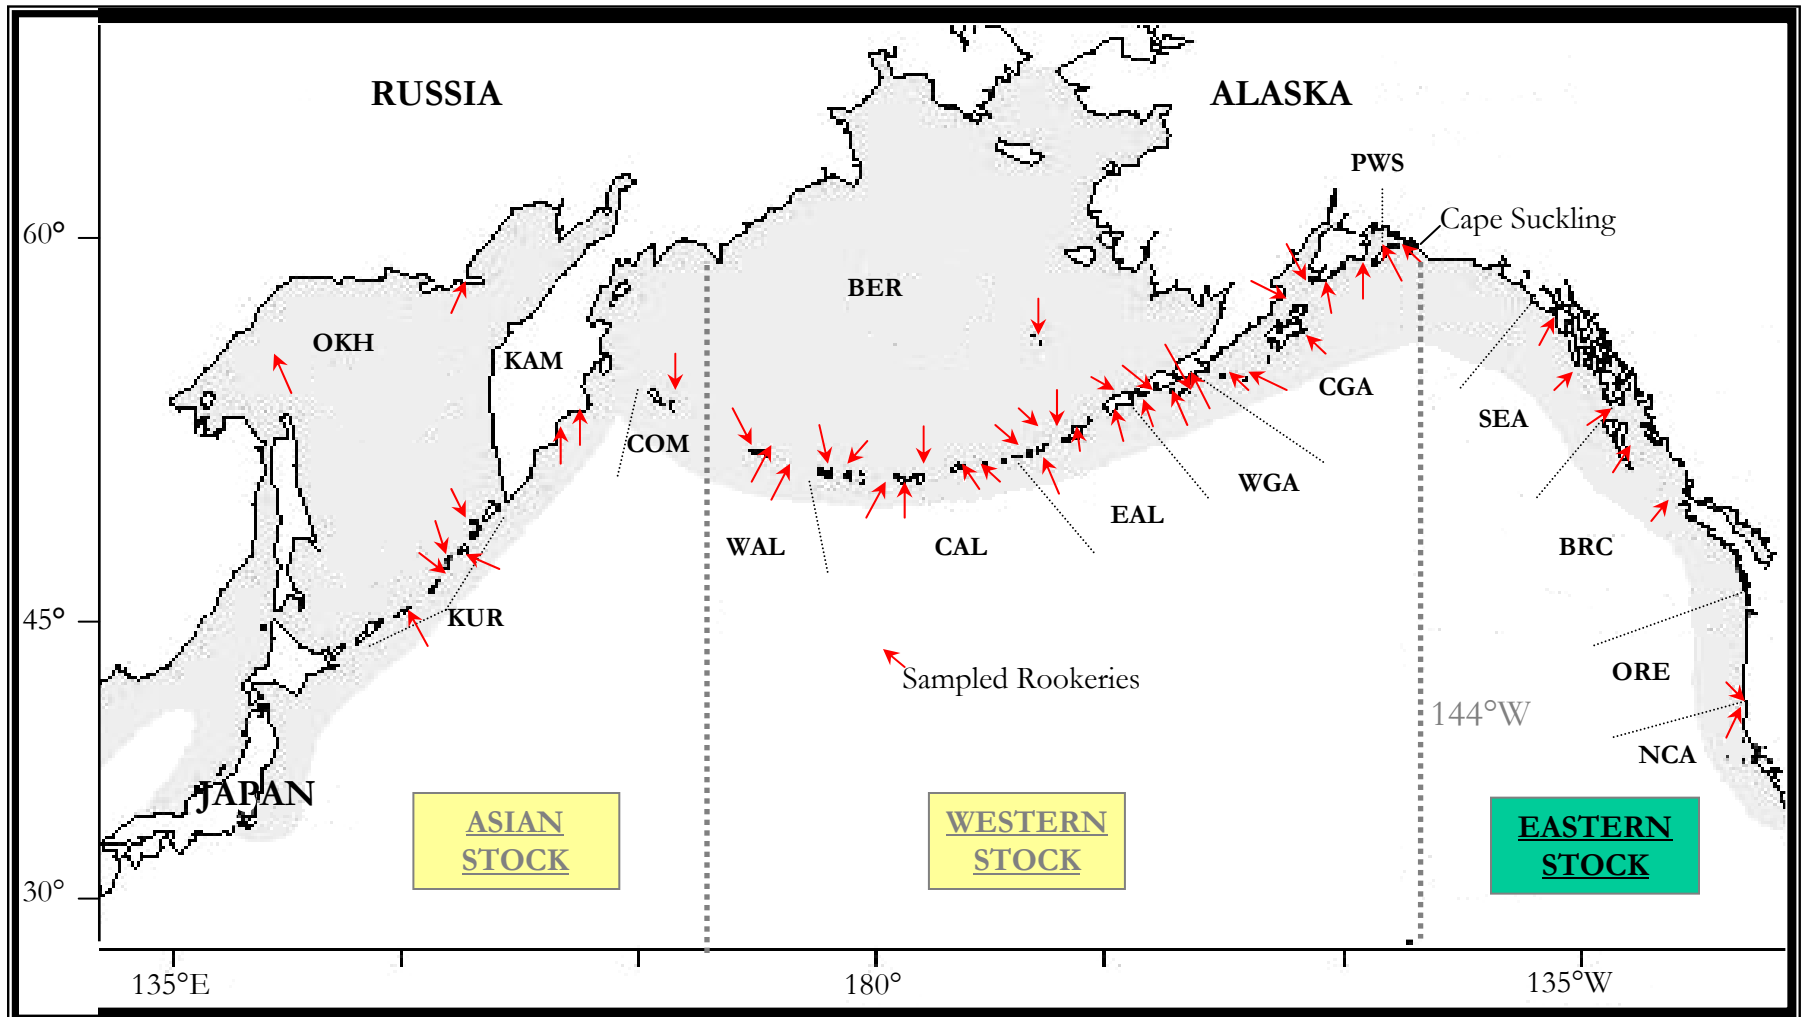 RUSSIA
ALASKA
PWS
Cape Suckling
60°
BER
OKH
KAM
CGA
SEA
COM
WGA
EAL
WAL
CAL
BRC
45°
KUR
Sampled Rookeries
ORE
144°W
NCA
JAPAN
ASIAN
STOCK
WESTERN
STOCK
EASTERN
STOCK
30°
135°E
180°
135°W